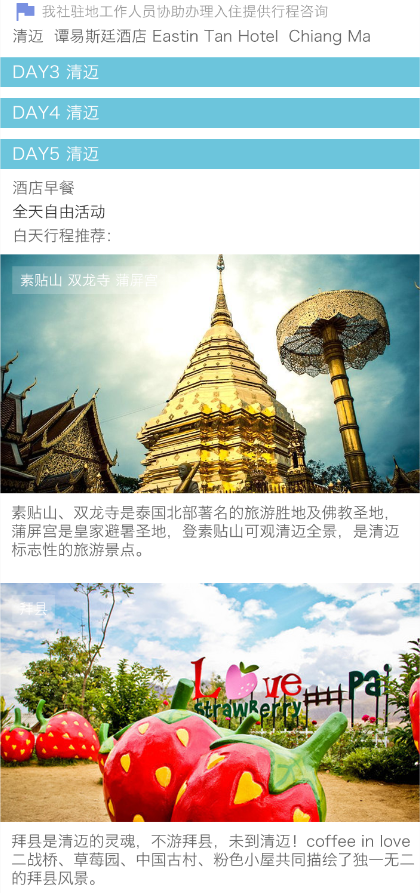 我社驻地工作人员协助办理入住提供行程咨询
清迈 谭易斯廷酒店 Eastin Tan Hotel Chiang Ma
DAY3 清迈
DAY4 清迈
DAY5 清迈
酒店早餐
全天自由活动
白天行程推荐：
素贴山 双龙寺 蒲屏宫
素贴山、双龙寺是泰国北部著名的旅游胜地及佛教圣地，
蒲屏宫是皇家避暑圣地，登素贴山可观清迈全景，是清迈
标志性的旅游景点。
拜县
Love Pai
Strawberry
拜县是清迈的灵魂，不游拜县，未到清迈！coffee in love
二战桥、草莓园、中国古村、粉色小屋共同描绘了独一无二
的拜县风景。